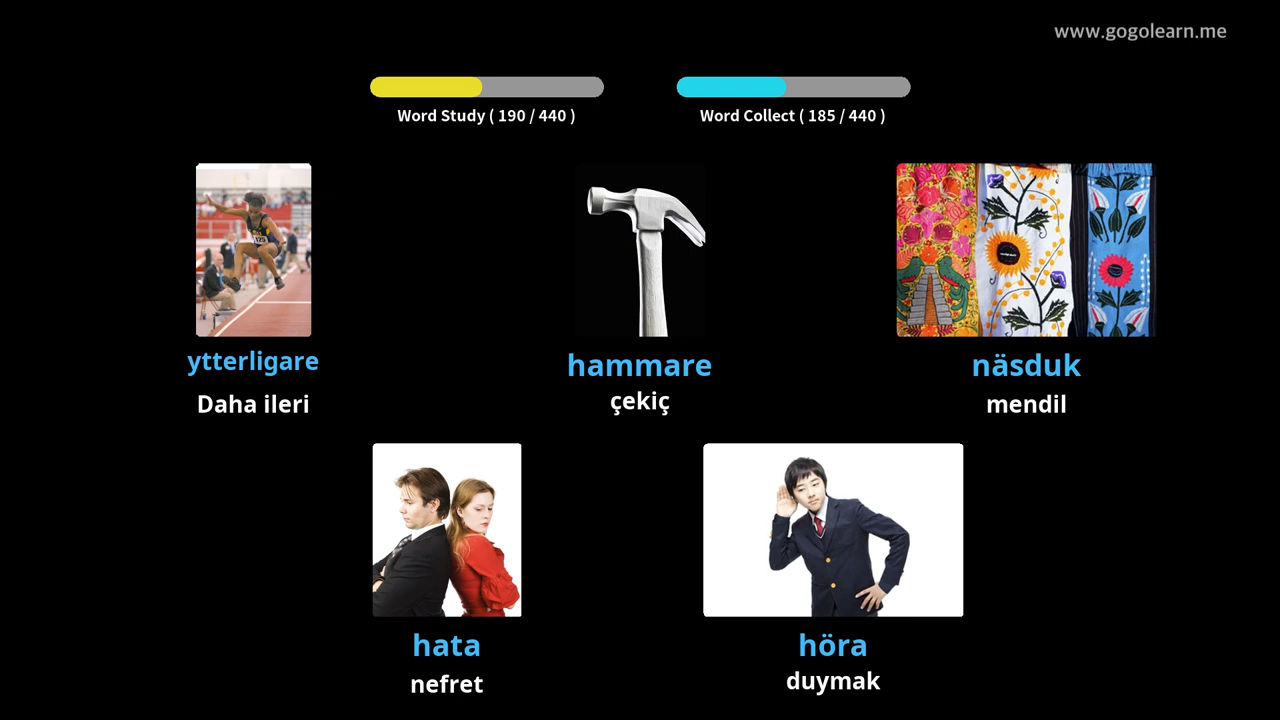 www.gogolearn.me
Word Study ( 190 / 440 )
Word Collect ( 185 / 440 )
ytterligare
Daha ileri
hammare
çekiç
näsduk
mendil
hata
nefret
höra
duymak